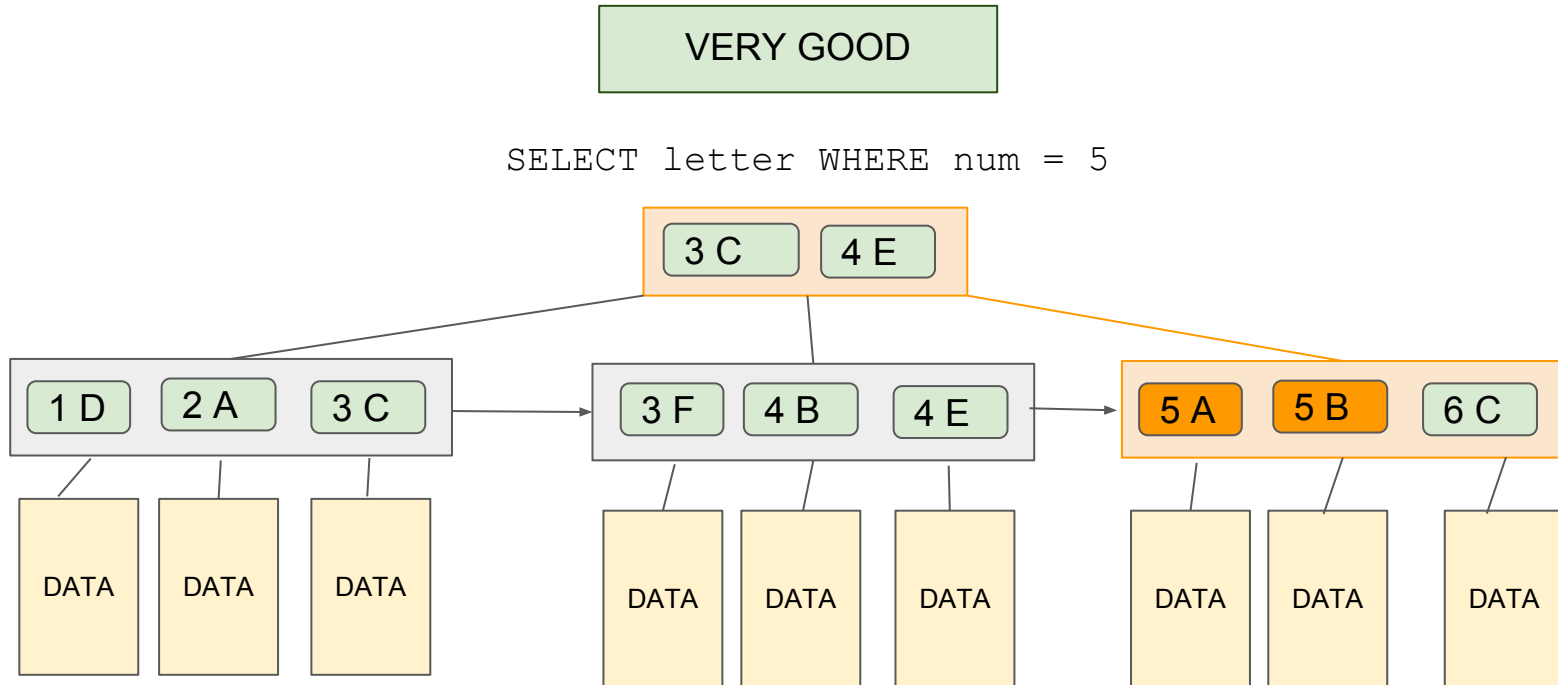 VERY GOOD
SELECT letter WHERE num = 5
3 C 4 E
1 D 2 A 3 C 3 F 4 B 4 E 5 A 5 B 6 C
DATA DATA DATA DATA DATA DATA DATA DATA DATA